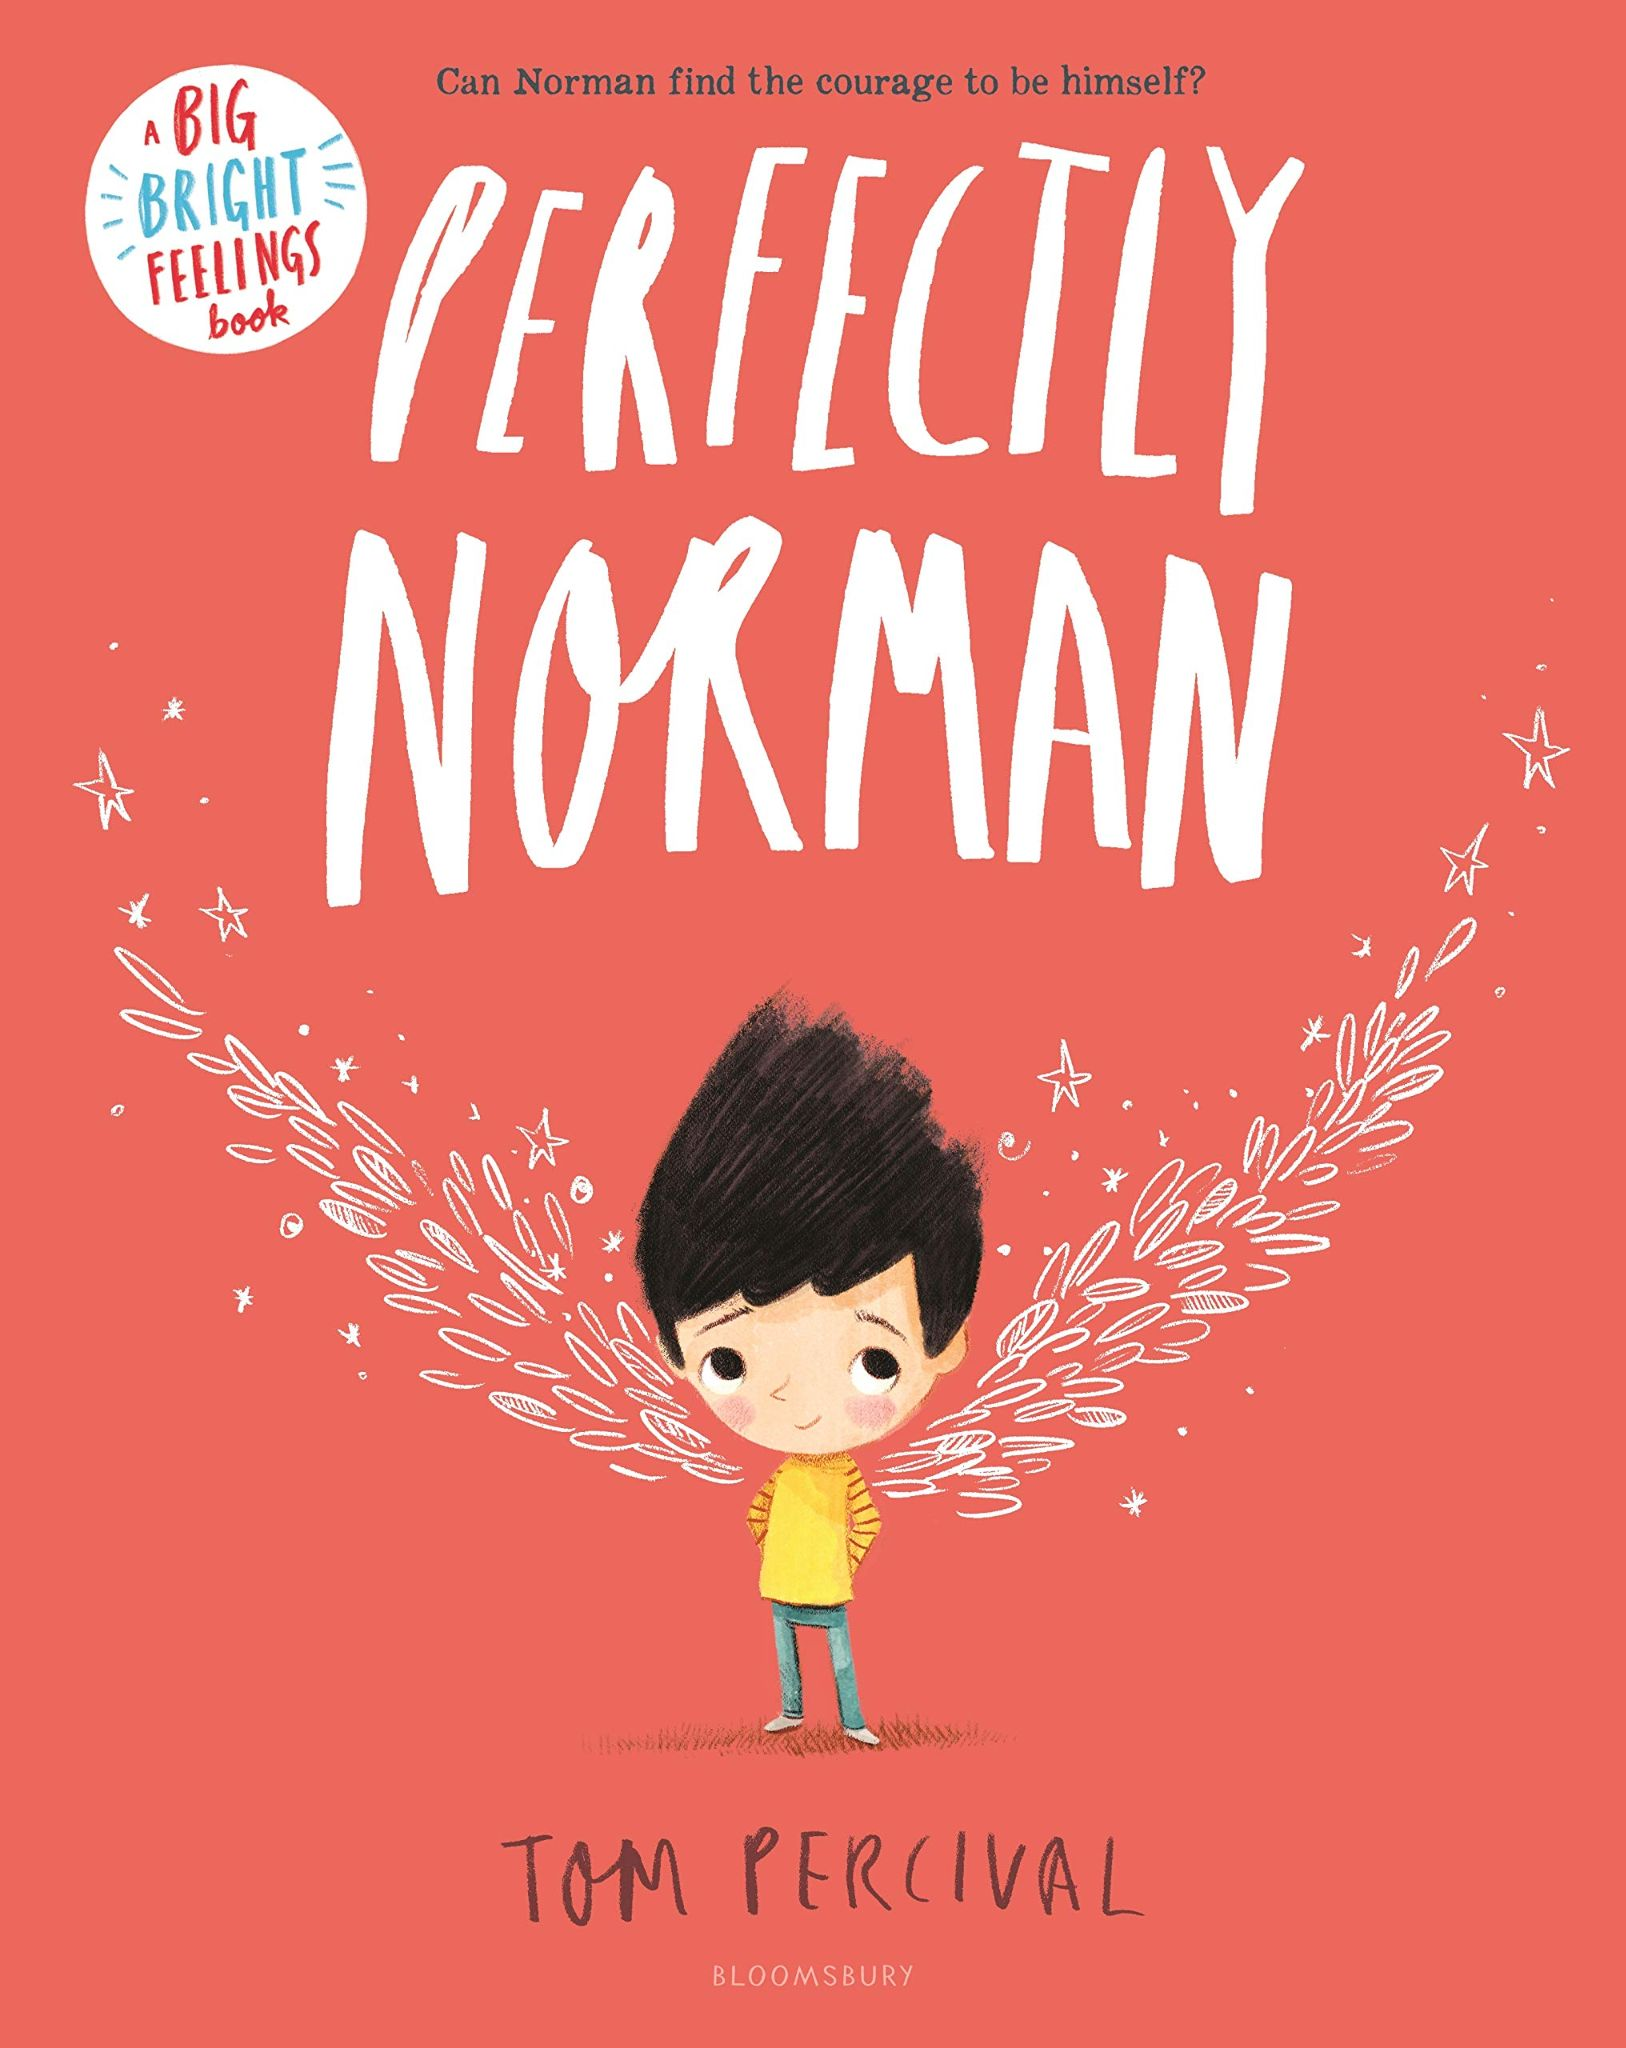 Can Norman find the courage to be himself?
A BIG
BRIGHT
FEELINGS
book
PERFECTLY
NORMAN
TOM PERCIVAL
BLOOMSBURY